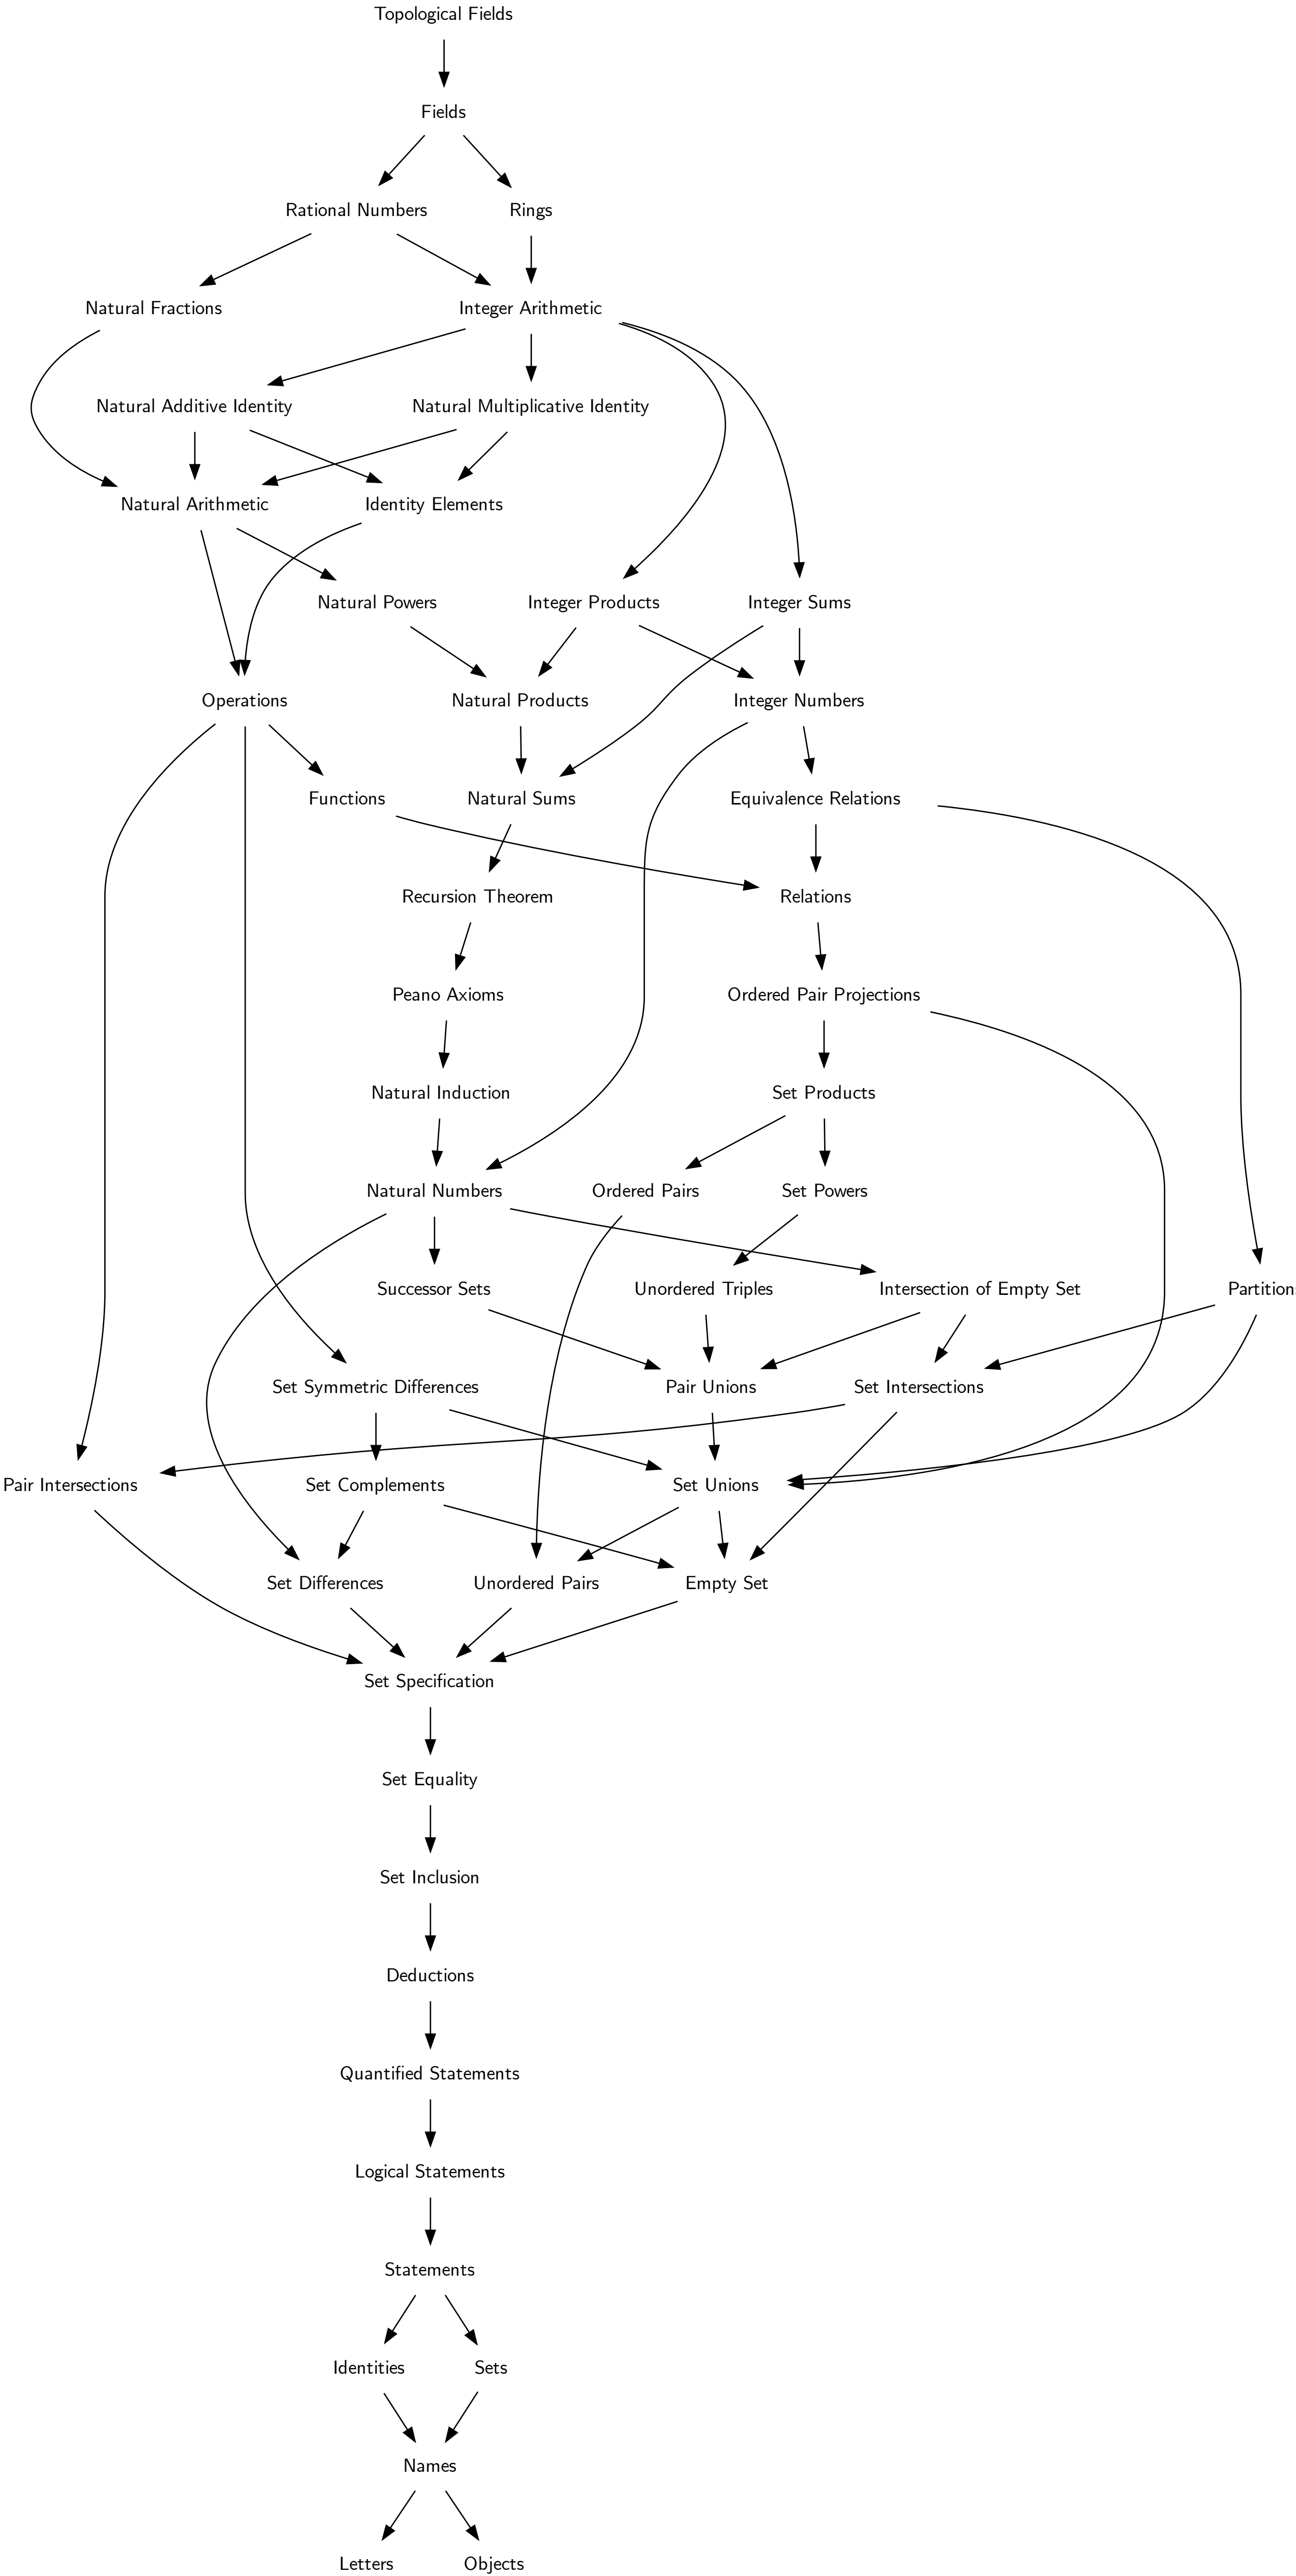 Topological Fields
Fields
Rational Numbers
Rings
Natural Fractions
Integer Arithmetic
Natural Additive Identity
Natural Multiplicative Identity
Natural Arithmetic
Identity Elements
Natural Powers
Integer Products
Integer Sums
Operations
Natural Products
Integer Numbers
Functions
Natural Sums
Equivalence Relations
Recursion Theorem
Relations
Peano Axioms
Ordered Pair Projections
Natural Induction
Set Products
Natural Numbers
Ordered Pairs
Set Powers
Successor Sets
Unordered Triples
Intersection of Empty Set
Partition
Set Symmetric Differences
Pair Unions
Set Intersections
Pair Intersections
Set Complements
Set Unions
Set Differences
Unordered Pairs
Empty Set
Set Specification
Set Equality
Set Inclusion
Deductions
Quantified Statements
Logical Statements
Statements
Identities
Sets
Names
Letters
Objects